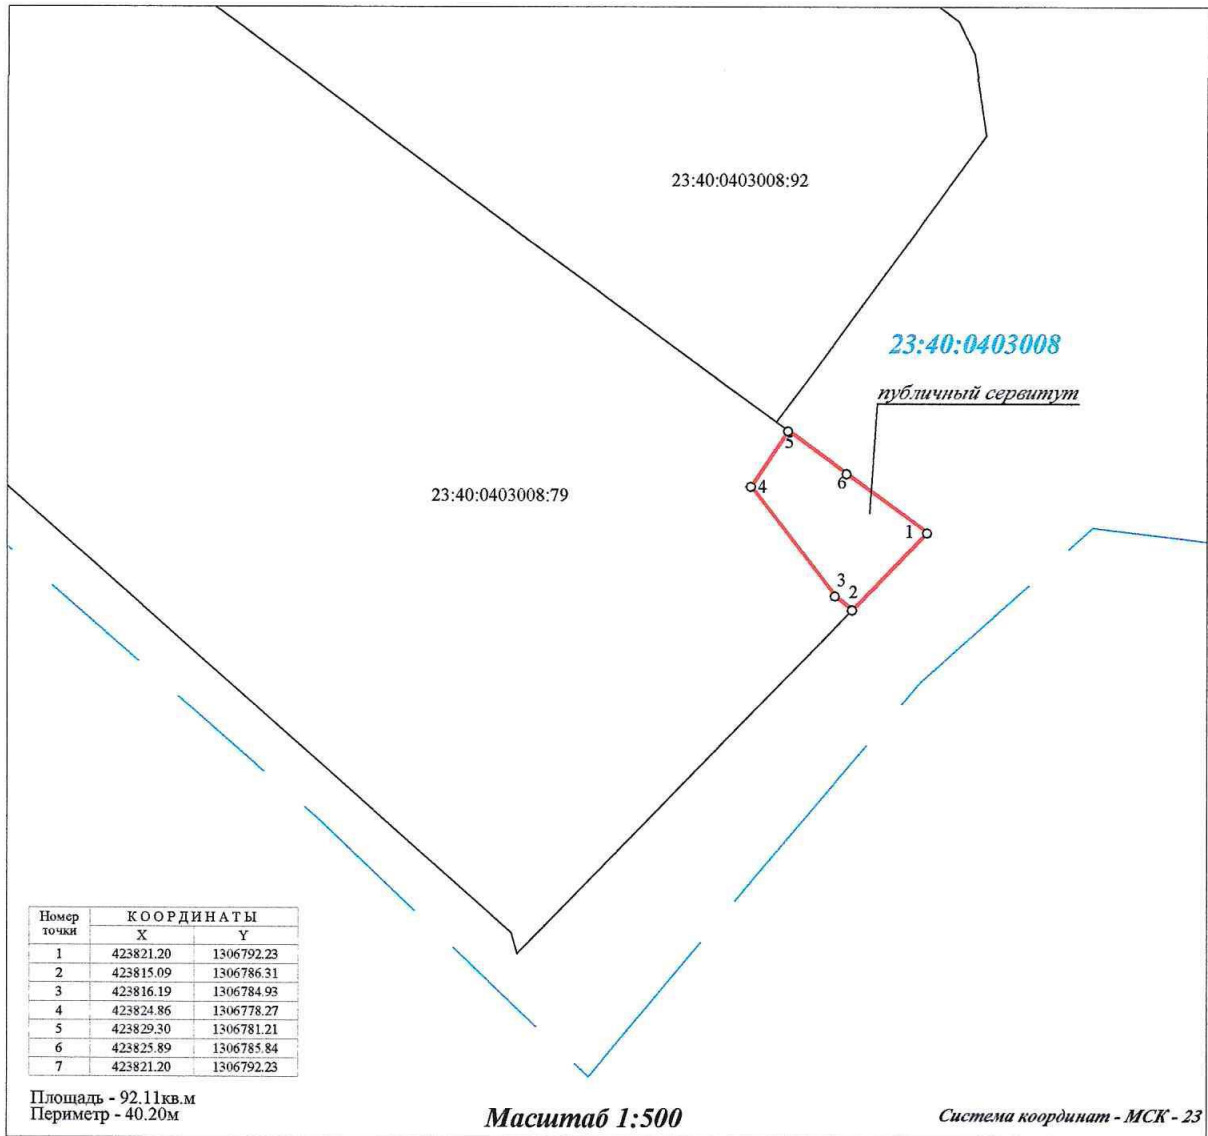 23:40:0403008:92
23:40:0403008
публичный сервитут
5
6
23:40:0403008:79
4
1
3
2
Номер точки КООРДИНАТЫ
X Y
1 423821.20 1306792.23
2 423815.09 1306786.31
3 423816.19 1306784.93
4 423824.86 1306778.27
5 423829.30 1306781.21
6 423825.89 1306785.84
7 423821.20 1306792.23
Площадь - 92.11кв.м
Периметр - 40.20м
Масштаб 1:500
Система координат - МСК - 23